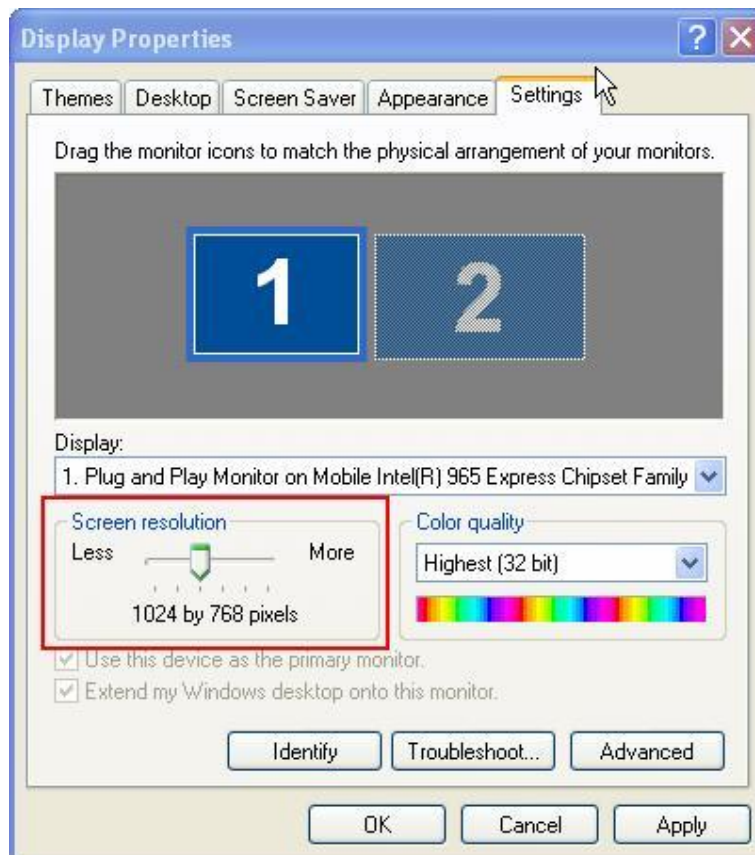 Display Properties
?
Themes Desktop Screen Saver Appearance Settings
Drag the monitor icons to match the physical arrangement of your monitors.
1 2
Display:
1. Plug and Play Monitor on Mobile Intel(R) 965 Express Chipset Family
Screen resolution
Less More
1024 by 768 pixels
Color quality
Highest (32 bit)
Use this device as the primary monitor.
Extend my Windows desktop onto this monitor.
Identify Troubleshoot... Advanced
OK Cancel Apply